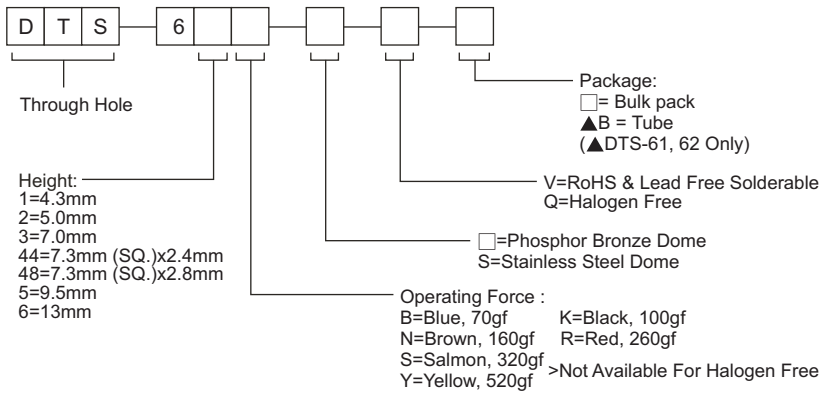 D T S 6
Through Hole
Package:
□= Bulk pack
▲B = Tube
(▲DTS-61, 62 Only)
Height:
1=4.3mm
2=5.0mm
3=7.0mm
44=7.3mm (SQ.)x2.4mm
48=7.3mm (SQ.)x2.8mm
5=9.5mm
6=13mm
V=RoHS & Lead Free Solderable
Q=Halogen Free
□=Phosphor Bronze Dome
S=Stainless Steel Dome
Operating Force :
B=Blue, 70gf K=Black, 100gf
N=Brown, 160gf R=Red, 260gf
S=Salmon, 320gf
Y=Yellow, 520gf
>Not Available For Halogen Free